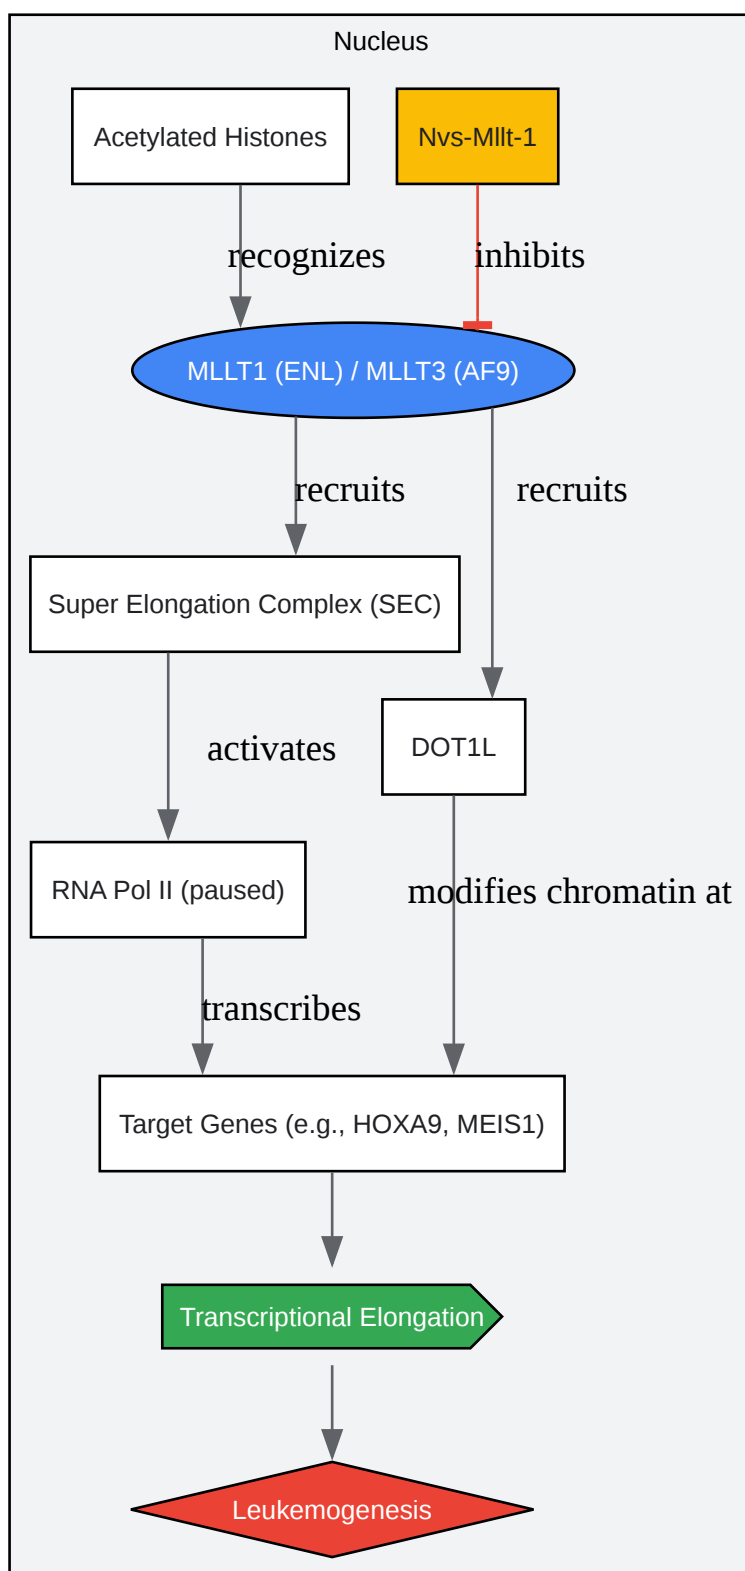 Nucleus
Acetylated Histones
Nvs-Mllt-1
recognizes
inhibits
MLLT1 (ENL) / MLLT3 (AF9)
recruits
recruits
Super Elongation Complex (SEC)
activates
DOT1L
RNA Pol II (paused)
modifies chromatin at
transcribes
Target Genes (e.g., HOXA9, MEIS1)
Transcriptional Elongation
Leukemogenesis